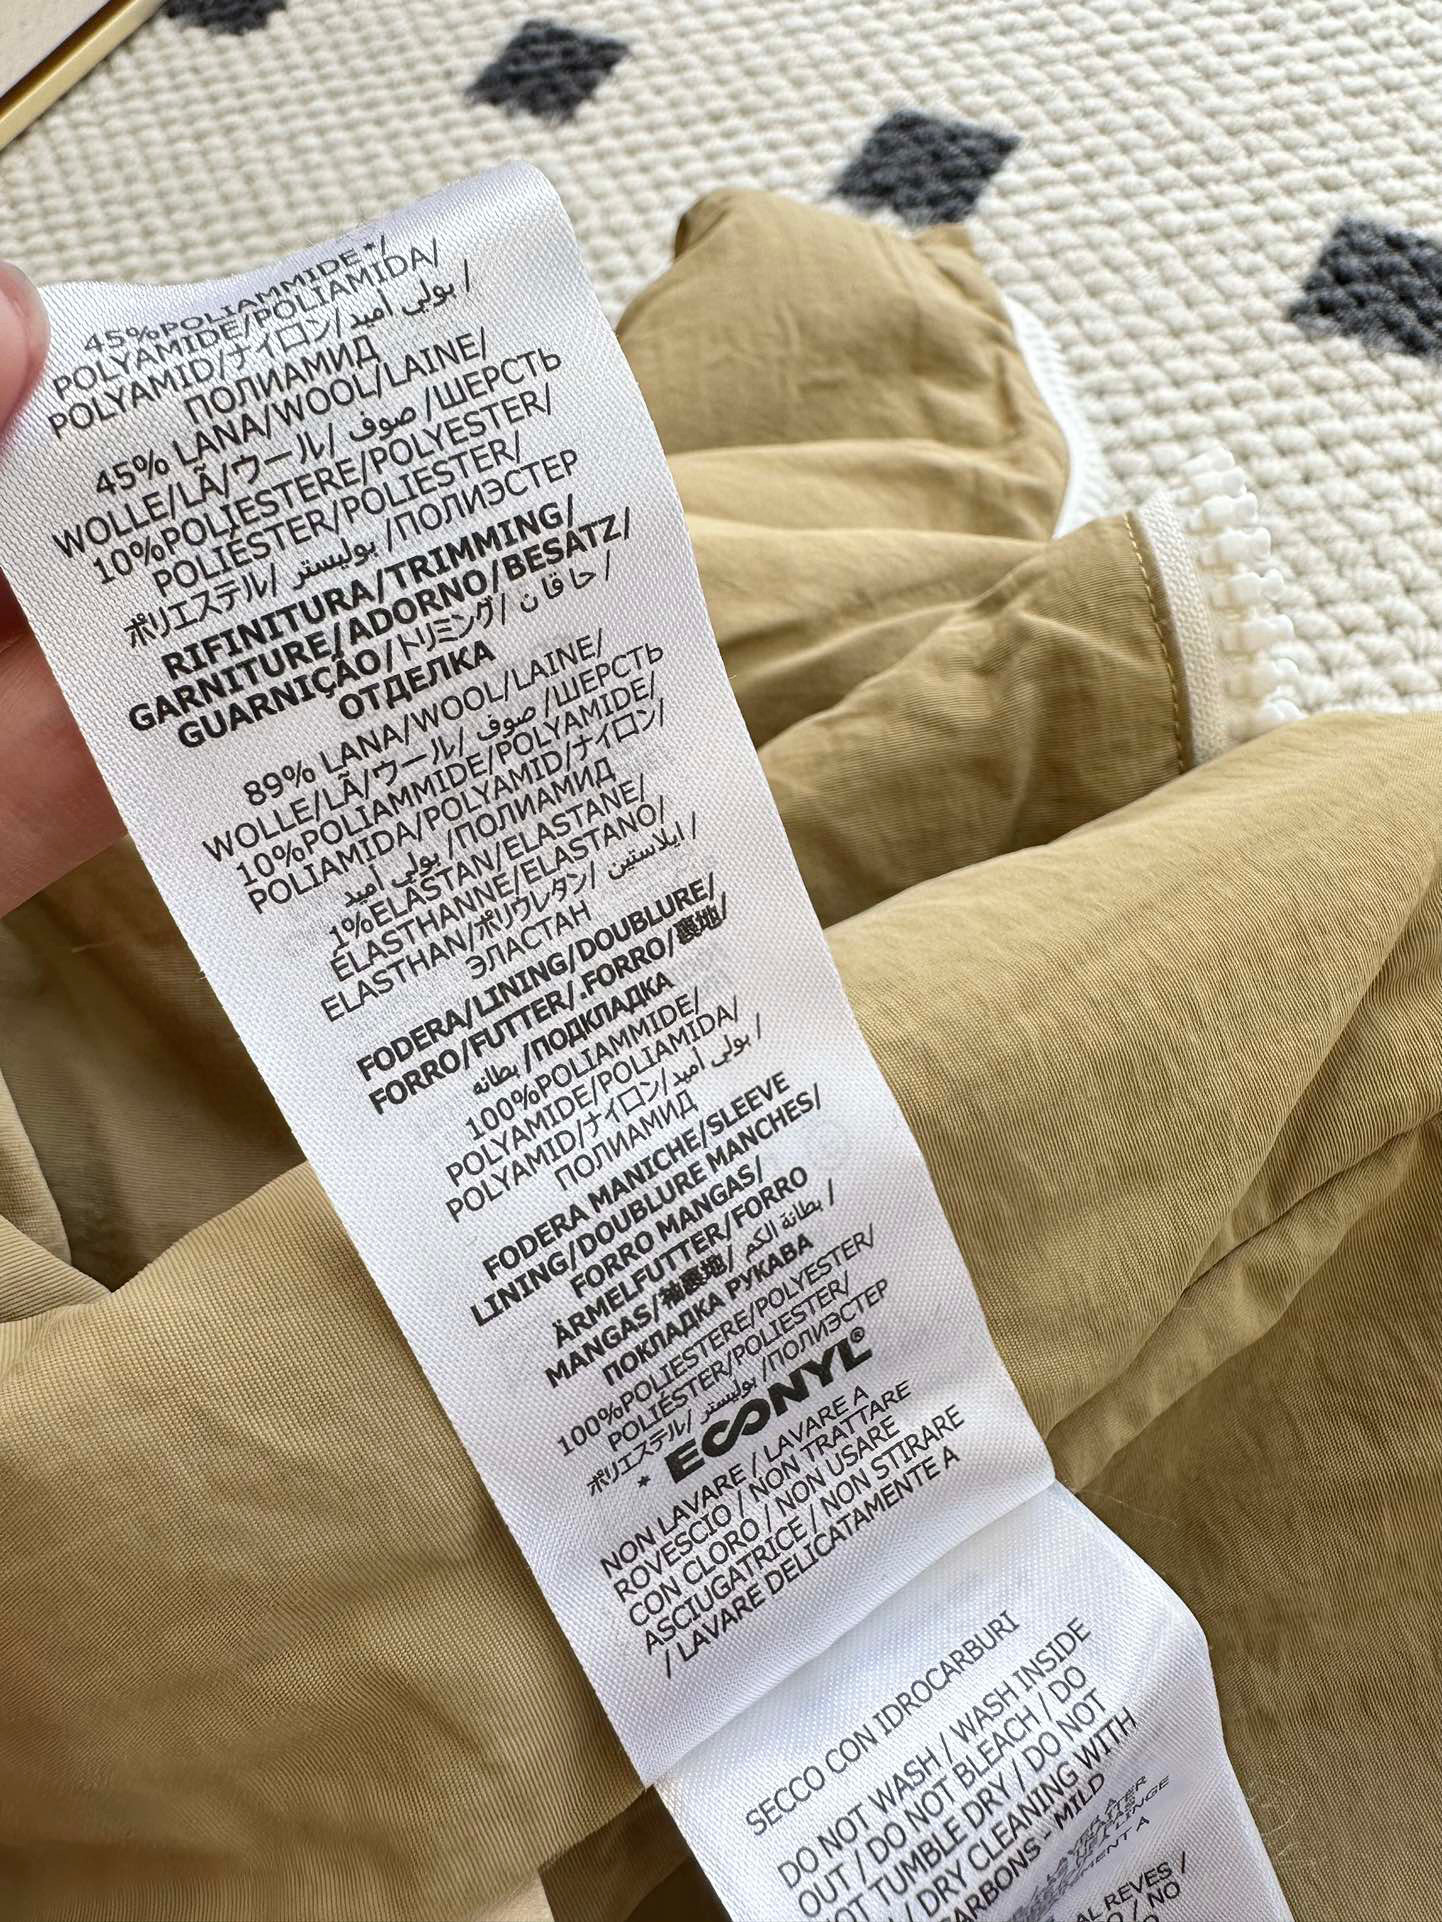 45%POLIAMMIDE */
POLYAMIDE/POLIAMIDA/
POLYAMID/ナイロン/ بولي أميد /
ПОЛИАМИД
45% LANA/WOOL/LAINE/
WOLLE/LÃ/ウール/ صوف /ШЕРСТЬ
10%POLIESTERE/POLYESTER/
POLIÉSTER/POLIESTER/
ポリエステル/ بوليستر /ПОЛИЭСТЕР
RIFINITURA/TRIMMING/
GARNITURE/ADORNO/BESATZ/
GUARNIÇÃO/トリミング/ حا فا ن /
ОТДЕЛКА
89% LANA/WOOL/LAINE/
WOLLE/LÃ/ウール/ صوف /ШЕРСТЬ
10%POLIAMMIDE/POLYAMIDE/
POLIAMIDA/POLYAMID/ナイロン/
بولي أميد /ПОЛИАМИД
1%ELASTAN/ELASTANE/
ELASTHANNE/ELASTANO/
ELASTHAN/ポリウレタン/ ايلاستين /
ЭЛАСТАН
FODERA/LINING/DOUBLURE/
FORRO/FUTTER/.FORRO/裏地/
بطانه /ПОДКЛАДКА
100%POLIAMMIDE/
POLYAMIDE/POLIAMIDA/
POLYAMID/ナイロン/ بولي أميد /
ПОЛИАМИД
FODERA MANICHE/SLEEVE
LINING/DOUBLURE MANCHES/
FORRO MANGAS/
ÄRMELFUTTER/FORRO
MANGAS/袖裏地/ بطانة الكم /
ПОКЛАДКА РУКАВА
100%POLIESTERE/POLYESTER/
POLIÉSTER/POLIESTER/
ポリエステル/ بوليستر /ПОЛИЭСТЕР
* ECONYL®
NON LAVARE / LAVARE A
ROVESCIO / NON TRATTARE
CON CLORO / NON USARE
ASCIUGATRICE / NON STIRARE
/ LAVARE DELICATAMENTE A
SECCO CON IDROCARBURI
DO NOT WASH / WASH INSIDE
OUT / DO NOT BLEACH / DO
NOT TUMBLE DRY / DO NOT
/ DRY CLEANING WITH
CARBONS - MILD
AL REVES /
O / NO